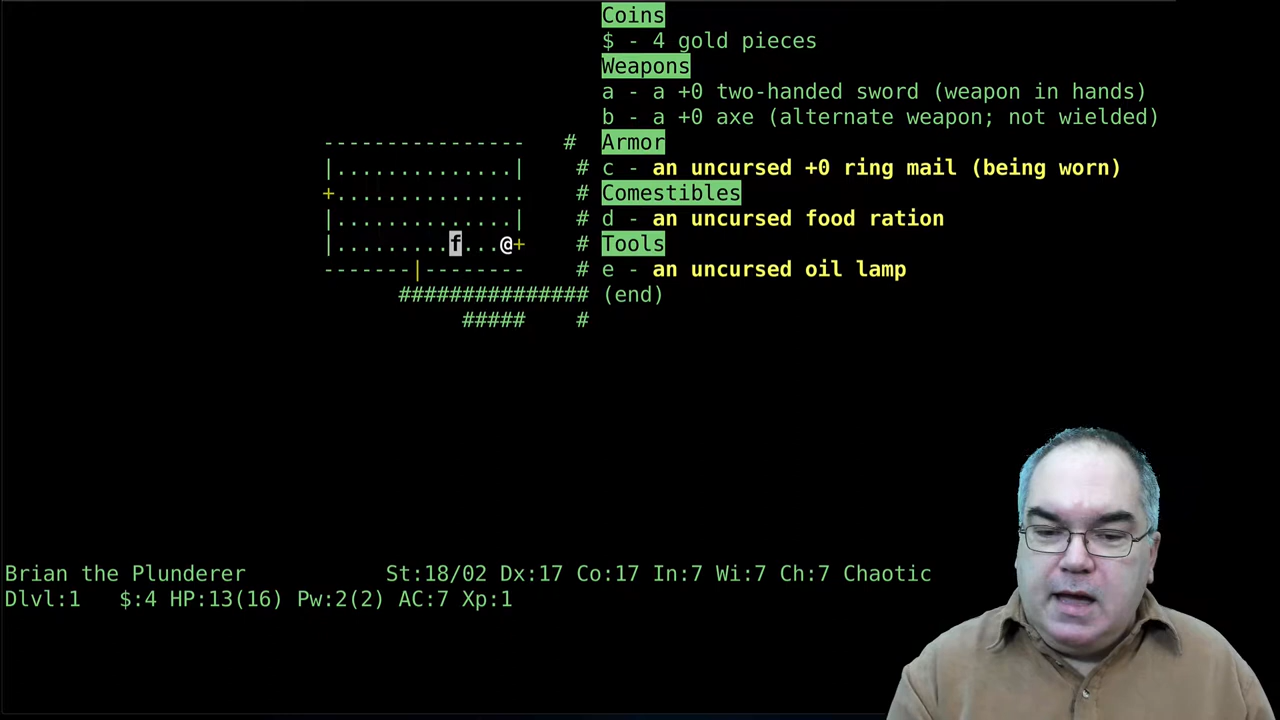 Coins
$ - 4 gold pieces
Weapons
a - a +0 two-handed sword (weapon in hands)
b - a +0 axe (alternate weapon; not wielded)
---------------- # Armor
|..............| # c - an uncursed +0 ring mail (being worn)
+............... # Comestibles
|..............| # d - an uncursed food ration
|.........f...@+ # Tools
-------|-------- # e - an uncursed oil lamp
############### (end)
##### #
Brian the Plunderer St:18/02 Dx:17 Co:17 In:7 Wi:7 Ch:7 Chaotic
Dlvl:1 $:4 HP:13(16) Pw:2(2) AC:7 Xp:1